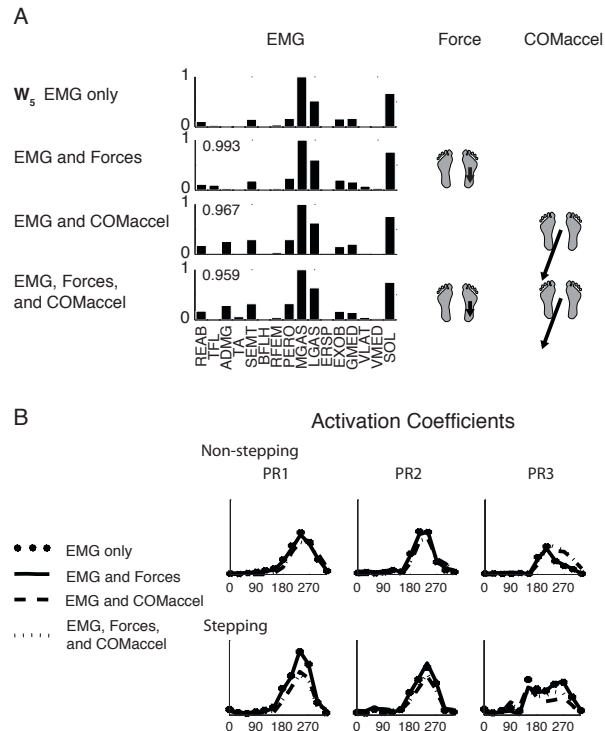 A
EMG Force COMaccel
W5 EMG only
1
0
EMG and Forces
1
0.993
0
EMG and COMaccel
1
0.967
0
EMG, Forces,
and COMaccel
1
0.959
0
REAB TFL ADMG TA SEMT BFLH RFEM PERO MGAS LGAS ERSP EXOB GMED VLAT VMED SOL
B
Activation Coefficients
Non-stepping
PR1 PR2 PR3
EMG only
EMG and Forces
EMG and COMaccel
EMG, Forces,
and COMaccel
0 90 180 270 0 90 180 270 0 90 180 270
Stepping
0 90 180 270 0 90 180 270 0 90 180 270